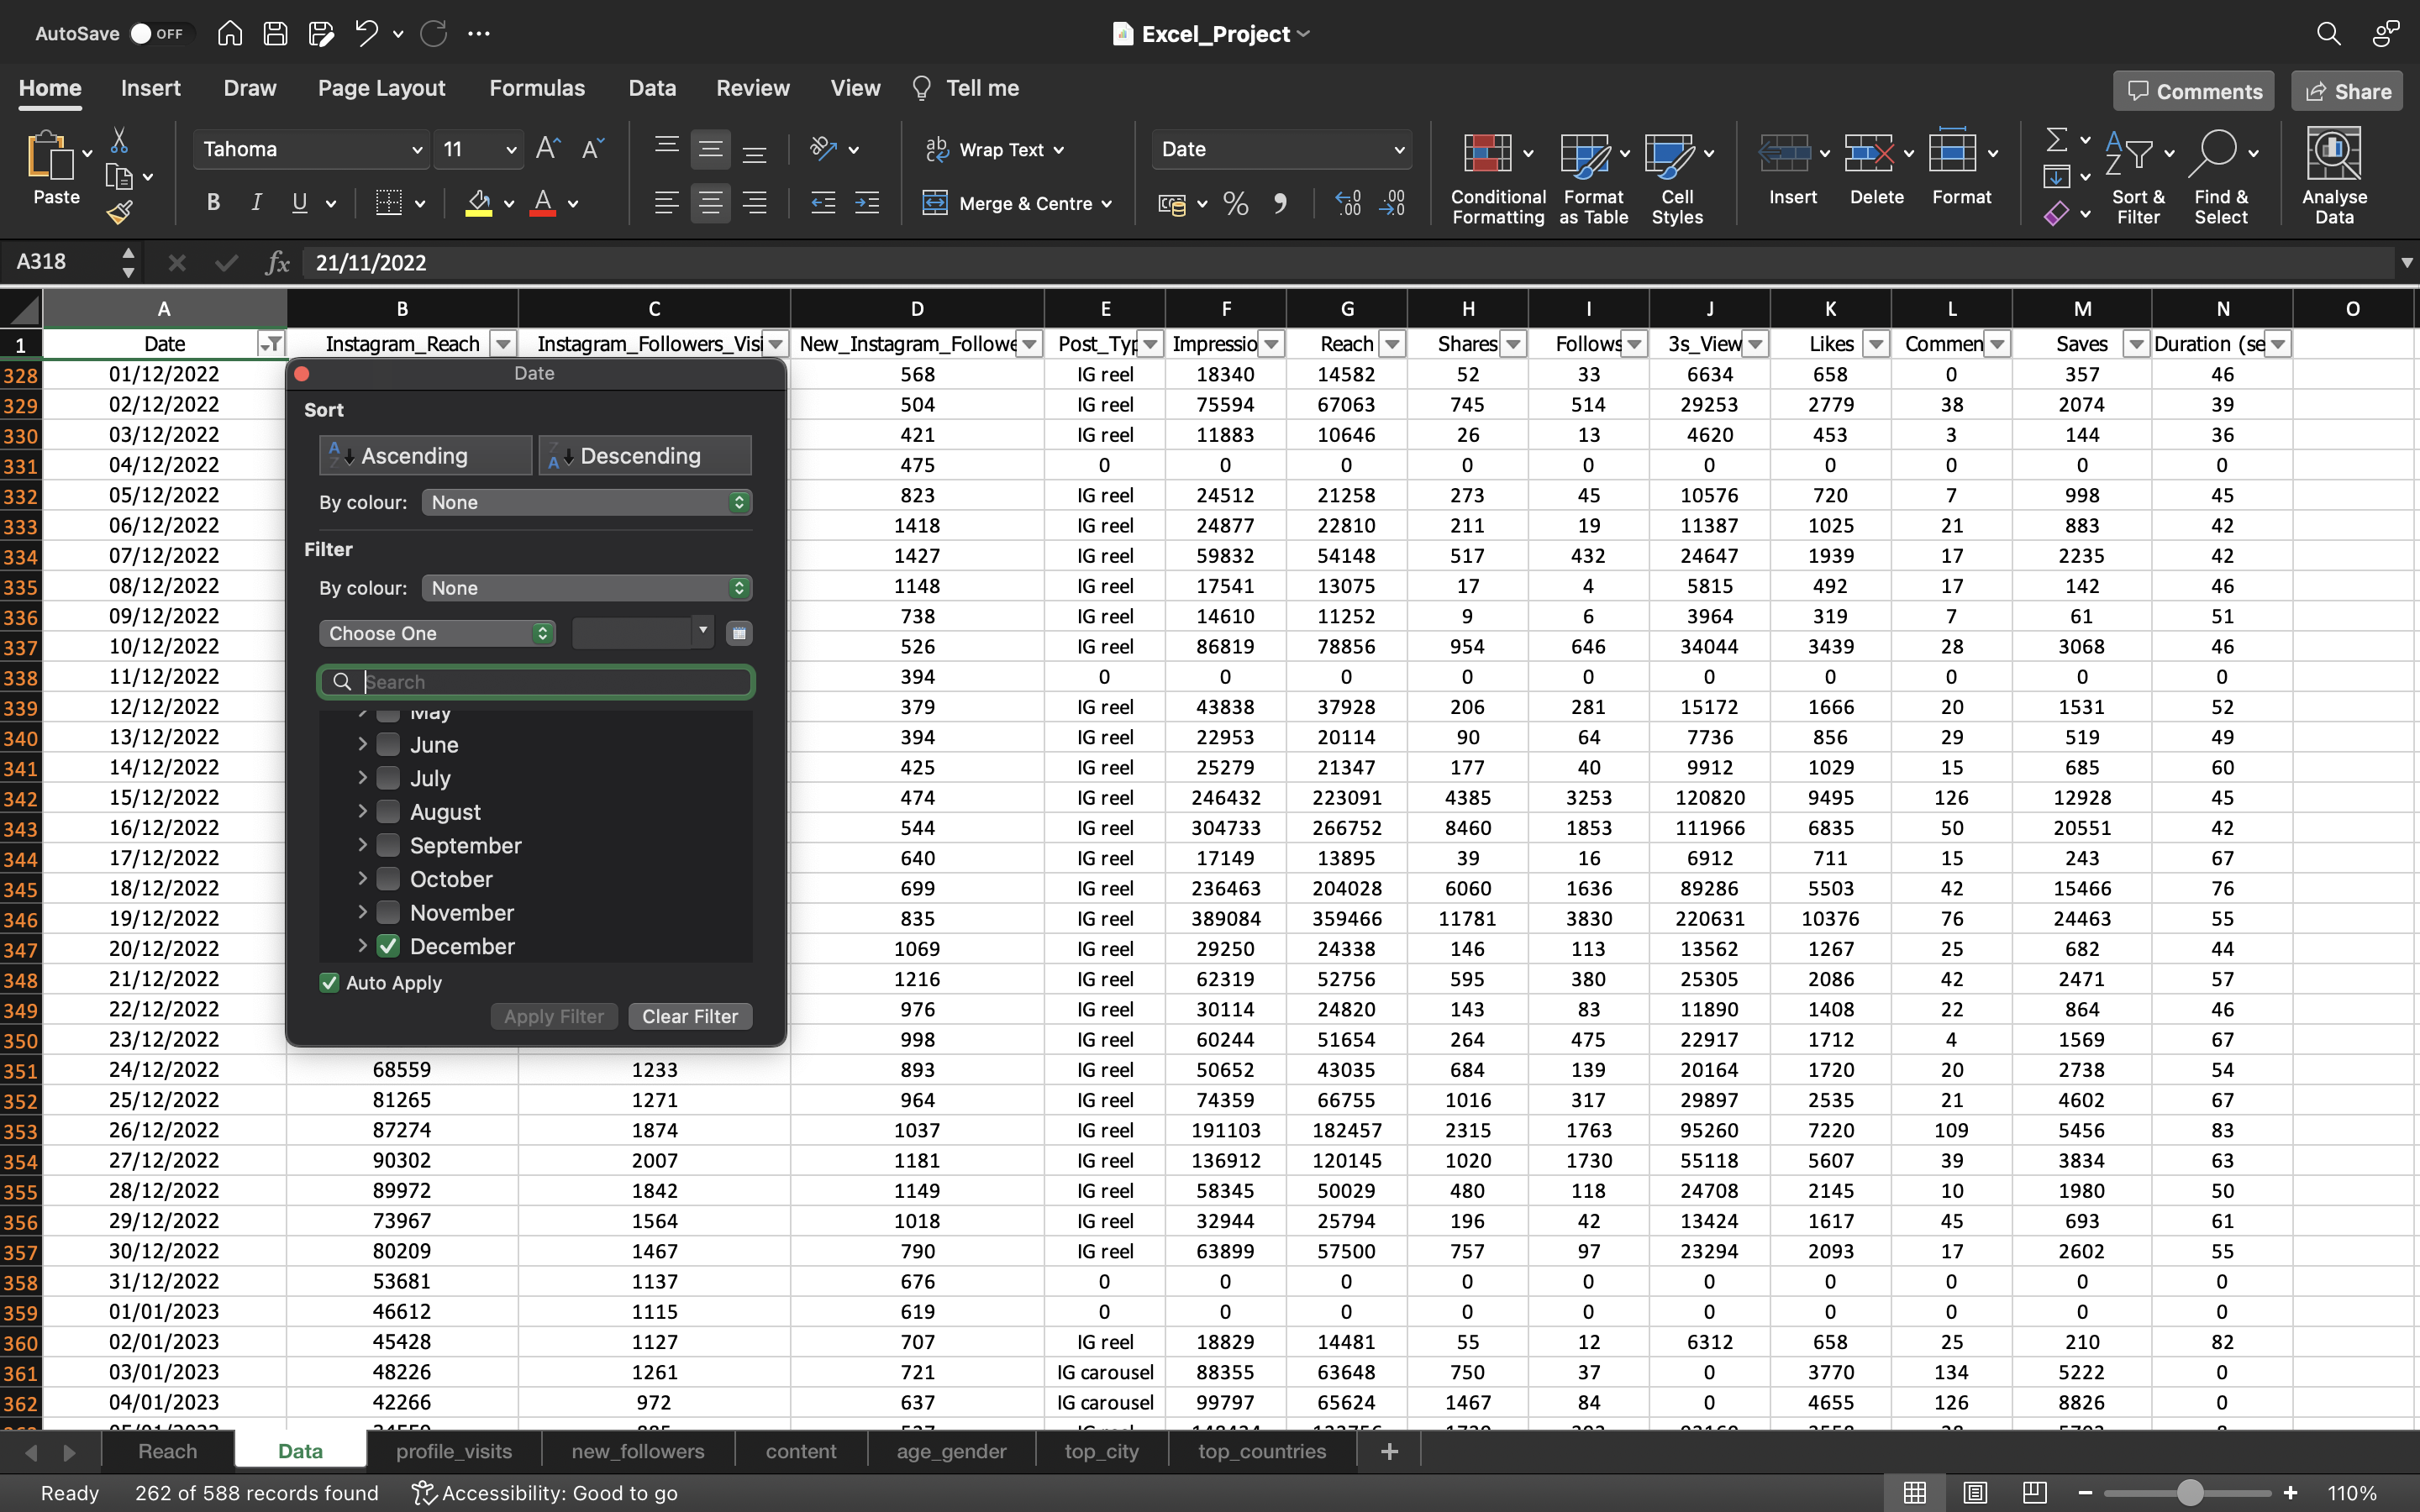 AutoSave OFF Excel_Project
Home Insert Draw Page Layout Formulas Data Review View Tell me Comments Share
Paste Tahoma 11 B I U Wrap Text Merge & Centre Date % Conditional Formatting Format as Table Cell Styles Insert Delete Format Sort & Filter Find & Select Analyse Data
A318 fx 21/11/2022
A B C D E F G H I J K L M N O
1 Date Instagram_Reach Instagram_Followers_Visi New_Instagram_Followe Post_Typ Impressio Reach Shares Follows 3s_View Likes Commen Saves Duration (se
328 01/12/2022 568 IG reel 18340 14582 52 33 6634 658 0 357 46
329 02/12/2022 504 IG reel 75594 67063 745 514 29253 2779 38 2074 39
330 03/12/2022 421 IG reel 11883 10646 26 13 4620 453 3 144 36
331 04/12/2022 475 0 0 0 0 0 0 0 0 0 0
332 05/12/2022 823 IG reel 24512 21258 273 45 10576 720 7 998 45
333 06/12/2022 1418 IG reel 24877 22810 211 19 11387 1025 21 883 42
334 07/12/2022 1427 IG reel 59832 54148 517 432 24647 1939 17 2235 42
335 08/12/2022 1148 IG reel 17541 13075 17 4 5815 492 17 142 46
336 09/12/2022 738 IG reel 14610 11252 9 6 3964 319 7 61 51
337 10/12/2022 526 IG reel 86819 78856 954 646 34044 3439 28 3068 46
338 11/12/2022 394 0 0 0 0 0 0 0 0 0 0
339 12/12/2022 379 IG reel 43838 37928 206 281 15172 1666 20 1531 52
340 13/12/2022 394 IG reel 22953 20114 90 64 7736 856 29 519 49
341 14/12/2022 425 IG reel 25279 21347 177 40 9912 1029 15 685 60
342 15/12/2022 474 IG reel 246432 223091 4385 3253 120820 9495 126 12928 45
343 16/12/2022 544 IG reel 304733 266752 8460 1853 111966 6835 50 20551 42
344 17/12/2022 640 IG reel 17149 13895 39 16 6912 711 15 243 67
345 18/12/2022 699 IG reel 236463 204028 6060 1636 89286 5503 42 15466 76
346 19/12/2022 835 IG reel 389084 359466 11781 3830 220631 10376 76 24463 55
347 20/12/2022 1069 IG reel 29250 24338 146 113 13562 1267 25 682 44
348 21/12/2022 1216 IG reel 62319 52756 595 380 25305 2086 42 2471 57
349 22/12/2022 976 IG reel 30114 24820 143 83 11890 1408 22 864 46
350 23/12/2022 998 IG reel 60244 51654 264 475 22917 1712 4 1569 67
351 24/12/2022 68559 1233 893 IG reel 50652 43035 684 139 20164 1720 20 2738 54
352 25/12/2022 81265 1271 964 IG reel 74359 66755 1016 317 29897 2535 21 4602 67
353 26/12/2022 87274 1874 1037 IG reel 191103 182457 2315 1763 95260 7220 109 5456 83
354 27/12/2022 90302 2007 1181 IG reel 136912 120145 1020 1730 55118 5607 39 3834 63
355 28/12/2022 89972 1842 1149 IG reel 58345 50029 480 118 24708 2145 10 1980 50
356 29/12/2022 73967 1564 1018 IG reel 32944 25794 196 42 13424 1617 45 693 61
357 30/12/2022 80209 1467 790 IG reel 63899 57500 757 97 23294 2093 17 2602 55
358 31/12/2022 53681 1137 676 0 0 0 0 0 0 0 0 0 0
359 01/01/2023 46612 1115 619 0 0 0 0 0 0 0 0 0 0
360 02/01/2023 45428 1127 707 IG reel 18829 14481 55 12 6312 658 25 210 82
361 03/01/2023 48226 1261 721 IG carousel 88355 63648 750 37 0 3770 134 5222 0
362 04/01/2023 42266 972 637 IG carousel 99797 65624 1467 84 0 4655 126 8826 0
Date
Sort
Ascending Descending
By colour: None
Filter
By colour: None
Choose One
Search
May
June
July
August
September
October
November
December
Auto Apply
Apply Filter Clear Filter
Reach Data profile_visits new_followers content age_gender top_city top_countries +
Ready 262 of 588 records found Accessibility: Good to go 110%